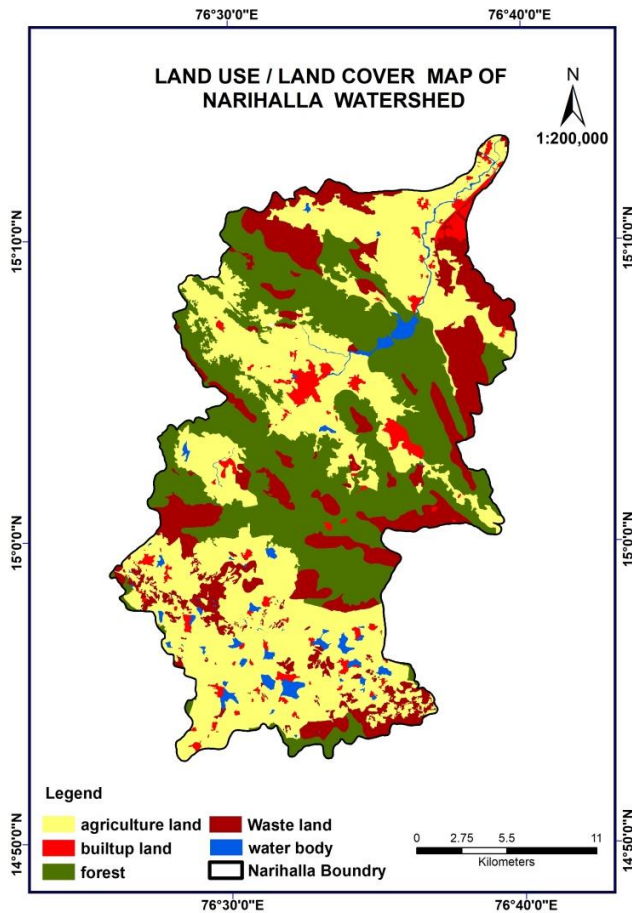 76°30'0"E
76°40'0"E
LAND USE / LAND COVER MAP OF
NARIHALLA WATERSHED
N
1:200,000
15°10'0"N
15°10'0"N
15°0'0"N
15°0'0"N
14°50'0"N
14°50'0"N
Legend
agriculture land
Waste land
builtup land
water body
forest
Narihalla Boundry
0 2.75 5.5 11
Kilometers
76°30'0"E
76°40'0"E